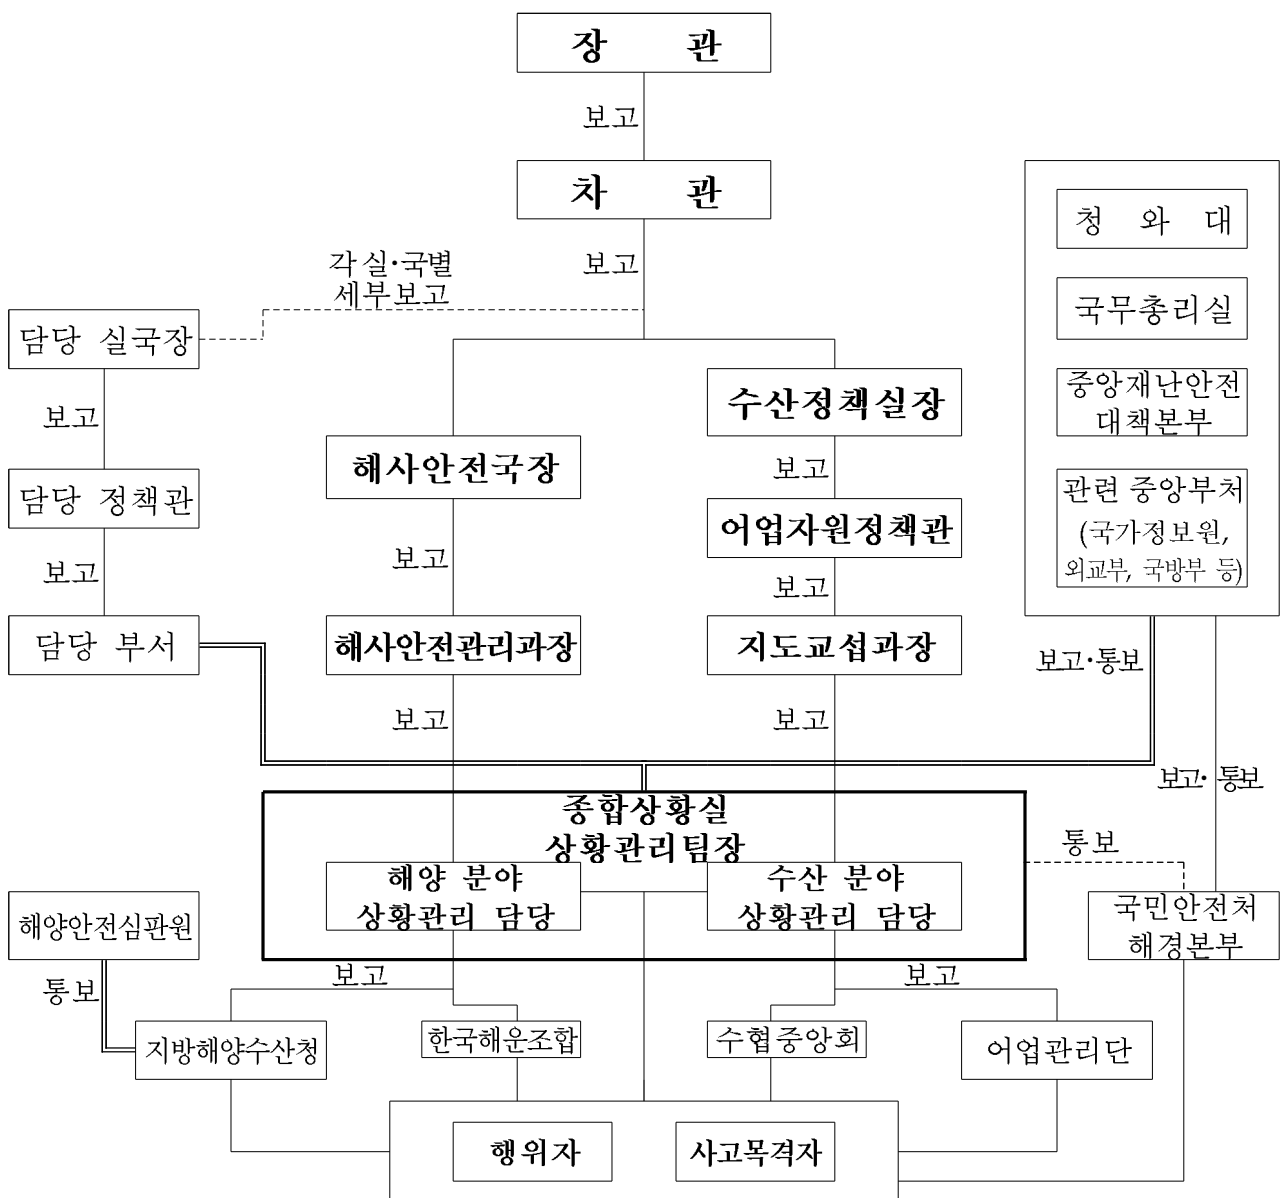 장 관
보고
차 관
각 실·국별
세부보고
보고
청 와 대
국무총리실
중앙재난안전
대책본부
관련 중앙부처
(국가정보원,
외교부, 국방부 등)
담당 실국장
보고
담당 정책관
보고
담당 부서
해사안전국장
보고
해사안전관리과장
보고
수산정책실장
보고
어업자원정책관
보고
지도교섭과장
보고
보고·통보
보고·통보
종합상황실
상황관리팀장
해양 분야
상황관리 담당
수산 분야
상황관리 담당
통보
국민안전처
해경본부
해양안전심판원
통보
보고
보고
지방해양수산청
한국해운조합
수협중앙회
어업관리단
행위자
사고목격자